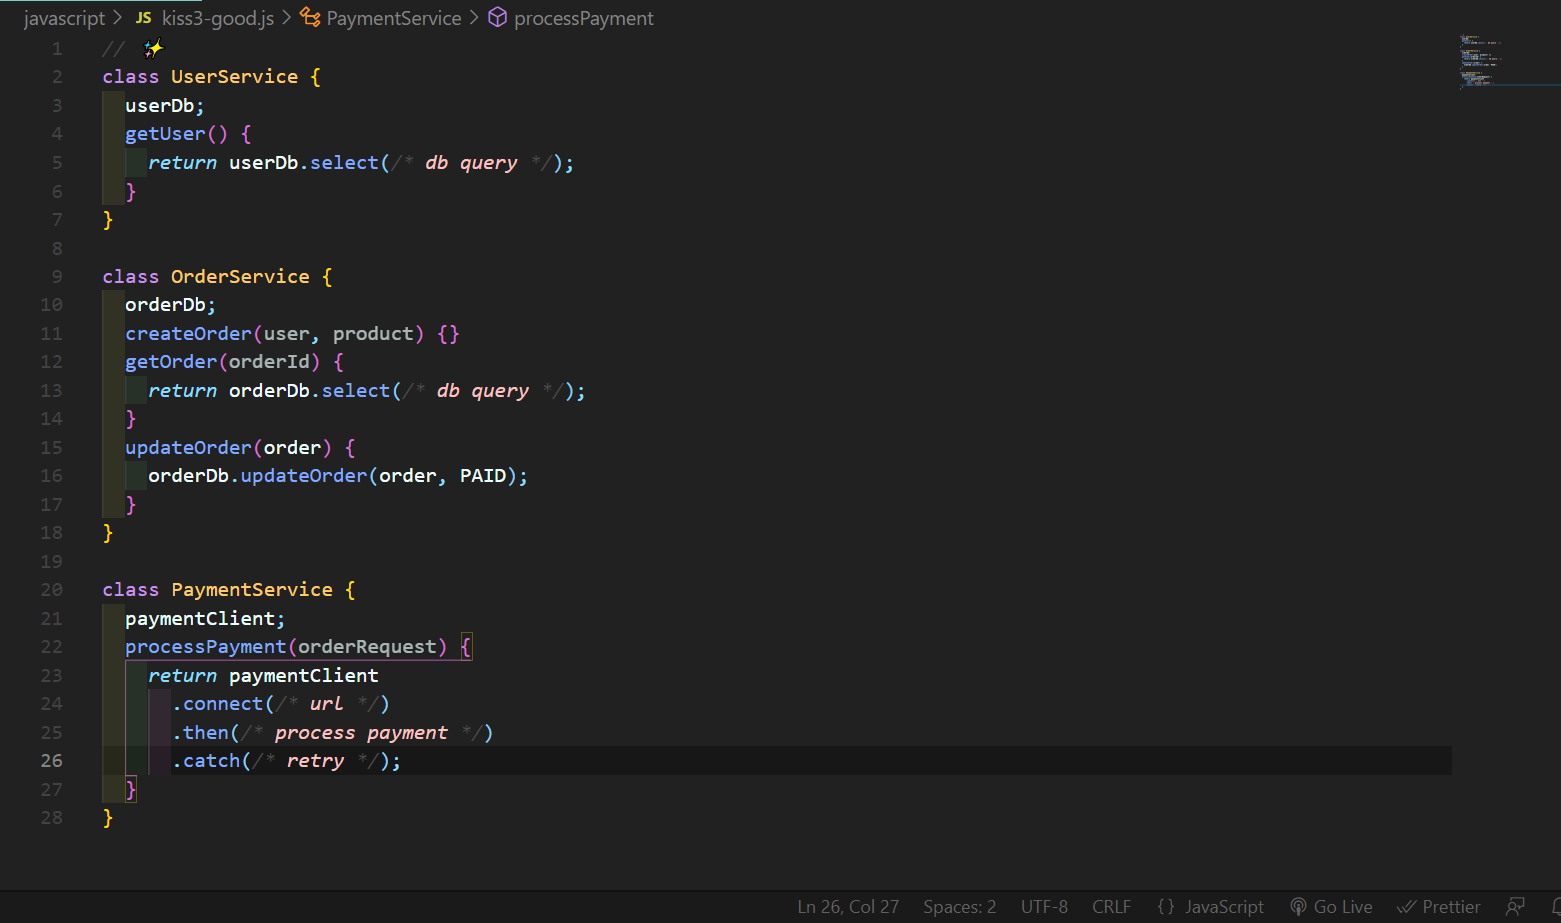 javascript > JS kiss3-good.js > PaymentService > processPayment
1 // ✨
2 class UserService {
3 userDb;
4 getUser() {
5 return userDb.select(/* db query */);
6 }
7 }
8
9 class OrderService {
10 orderDb;
11 createOrder(user, product) {}
12 getOrder(orderId) {
13 return orderDb.select(/* db query */);
14 }
15 updateOrder(order) {
16 orderDb.updateOrder(order, PAID);
17 }
18 }
19
20 class PaymentService {
21 paymentClient;
22 processPayment(orderRequest) {
23 return paymentClient
24 .connect(/* url */)
25 .then(/* process payment */)
26 .catch(/* retry */);
27 }
28 }
Ln 26, Col 27 Spaces: 2 UTF-8 CRLF {} JavaScript Go Live Prettier